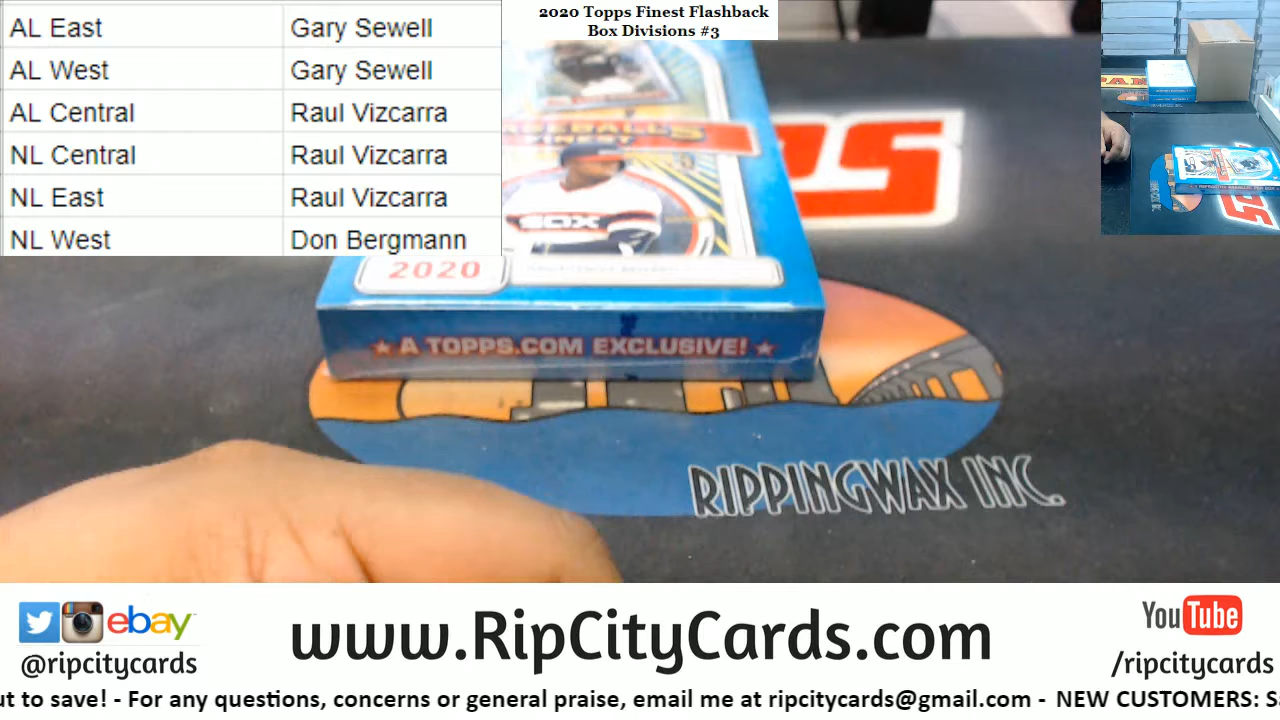 AL East Gary Sewell
AL West Gary Sewell
AL Central Raul Vizcarra
NL Central Raul Vizcarra
NL East Raul Vizcarra
NL West Don Bergmann
2020 Topps Finest Flashback
Box Divisions #3
BASEBALL'S
FINEST
SOX
2020
★ A TOPPS.COM EXCLUSIVE! ★
RIPPINGWAX INC.
ebay
@ripcitycards
www.RipCityCards.com
YouTube
/ripcitycards
ut to save! - For any questions, concerns or general praise, email me at ripcitycards@gmail.com - NEW CUSTOMERS: S